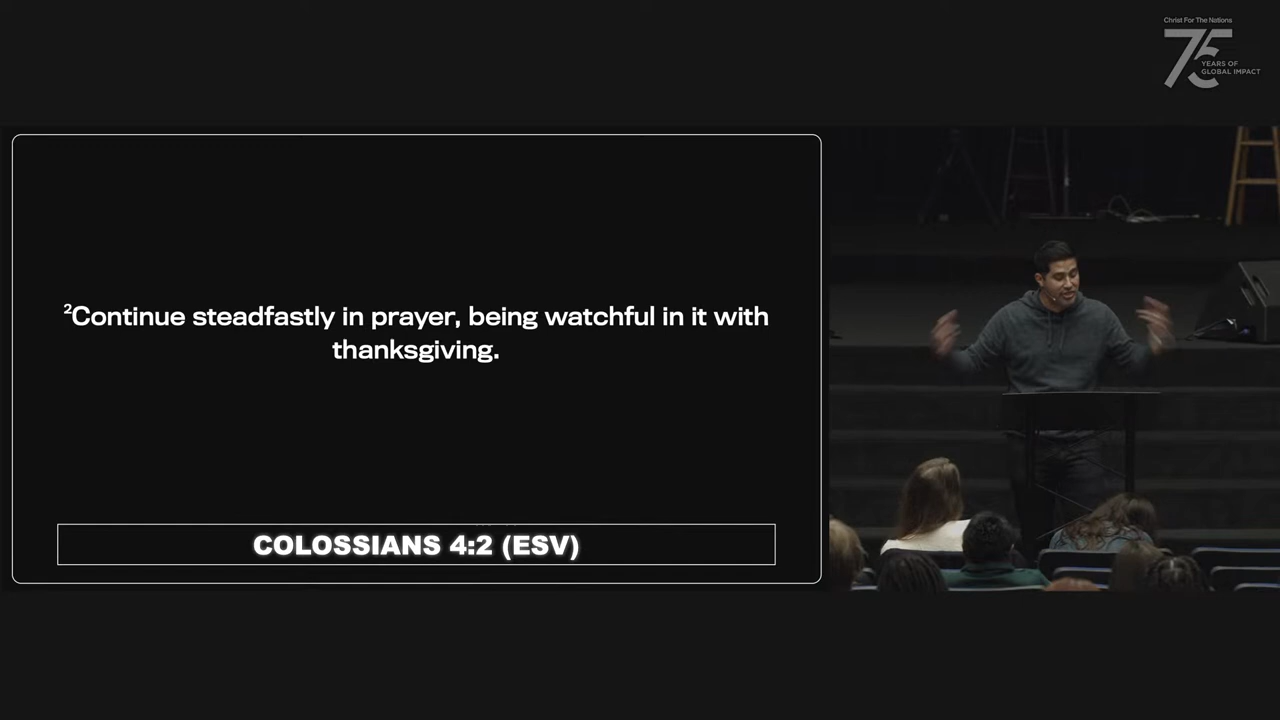 Christ For The Nations
75
YEARS OF
GLOBAL IMPACT
²Continue steadfastly in prayer, being watchful in it with
thanksgiving.
COLOSSIANS 4:2 (ESV)